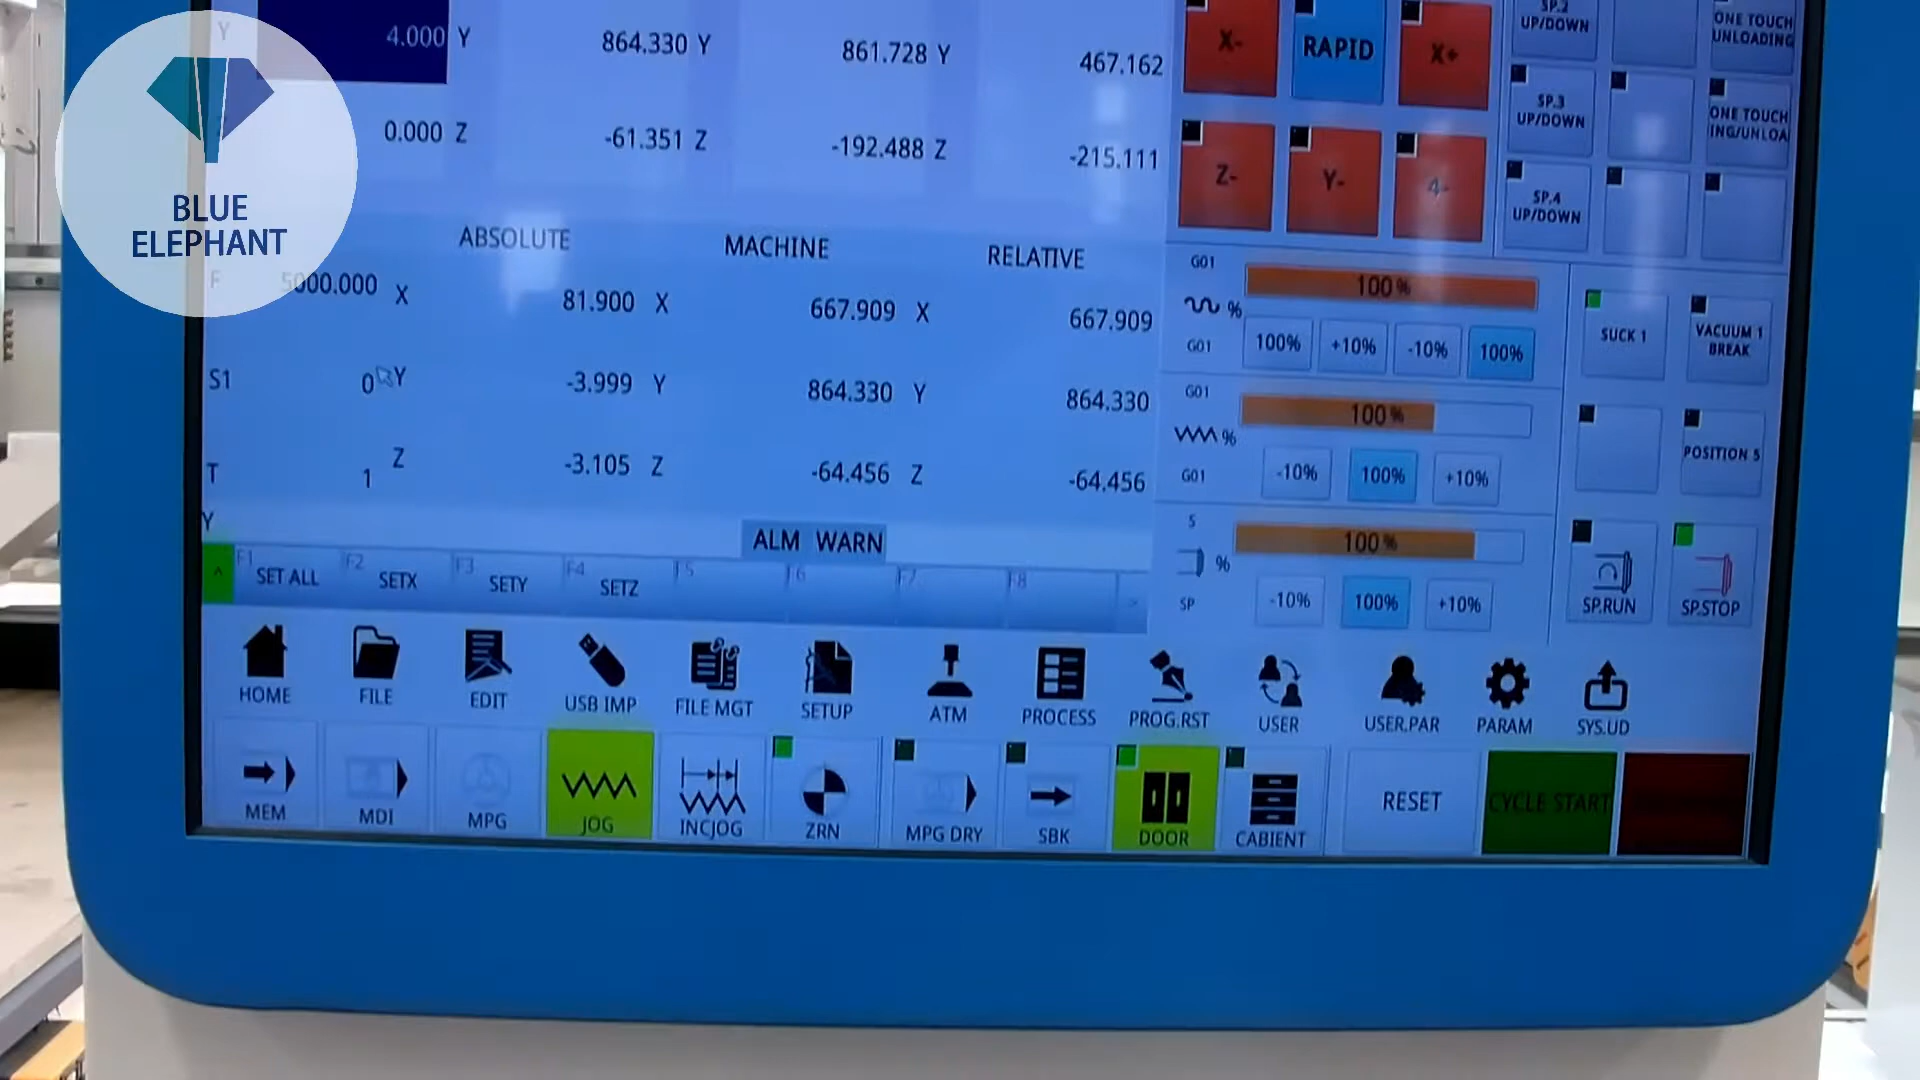 BLUE
ELEPHANT
Y 4.000 Y 864.330 Y 861.728 Y 467.162
0.000 Z -61.351 Z -192.488 Z -215.111
ABSOLUTE MACHINE RELATIVE
F 5000.000 X 81.900 X 667.909 X 667.909
S1 0 Y -3.999 Y 864.330 Y 864.330
T 1 Z -3.105 Z -64.456 Z -64.456
Y
ALM WARN
^ F1 SET ALL F2 SETX F3 SETY F4 SETZ F5 F6 F7 F8 >
X- RAPID X+
Z- Y- 4-
SP.2
UP/DOWN
ONE TOUCH
UNLOADING
SP.3
UP/DOWN
ONE TOUCH
ING/UNLOA
SP.4
UP/DOWN
G01 100%
%
G01 100% +10% -10% 100%
G01 100%
%
G01 -10% 100% +10%
S 100%
%
SP -10% 100% +10%
SUCK 1
VACUUM 1
BREAK
POSITION 5
SP.RUN SP.STOP
HOME FILE EDIT USB IMP FILE MGT SETUP ATM PROCESS PROG.RST USER USER.PAR PARAM SYS.UD
MEM MDI MPG JOG INCJOG ZRN MPG DRY SBK DOOR CABIENT RESET CYCLE START